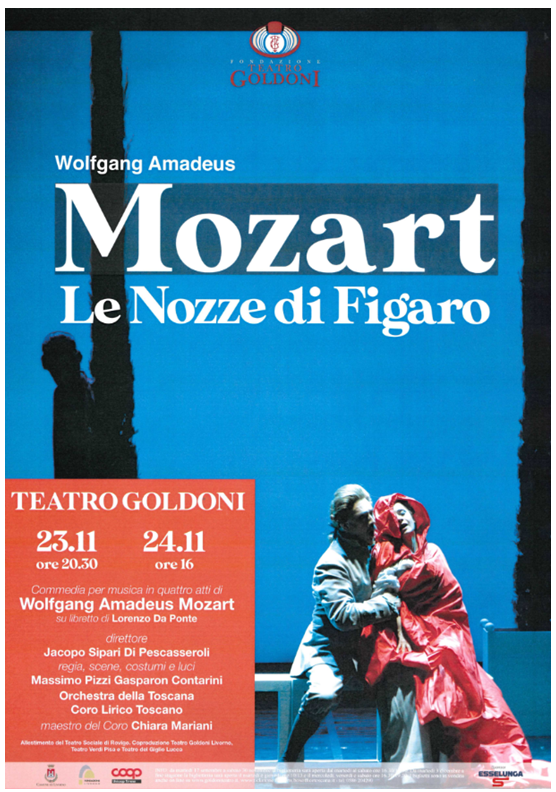 FONDAZIONE
TEATRO
GOLDONI
Wolfgang Amadeus
Mozart
Le Nozze di Figaro
TEATRO GOLDONI
23.11 24.11
ore 20.30 ore 16
Commedia per musica in quattro atti di
Wolfgang Amadeus Mozart
su libretto di Lorenzo Da Ponte
direttore
Jacopo Sipari Di Pescasseroli
regia, scene, costumi e luci
Massimo Pizzi Gasparon Contarini
Orchestra della Toscana
Coro Lirico Toscano
maestro del Coro Chiara Mariani
Allestimento del Teatro Sociale di Rovigo. Coproduzione Teatro Goldoni Livorno,
Teatro Verdi Pisa e Teatro del Giglio Lucca
coop
ESSELUNGA